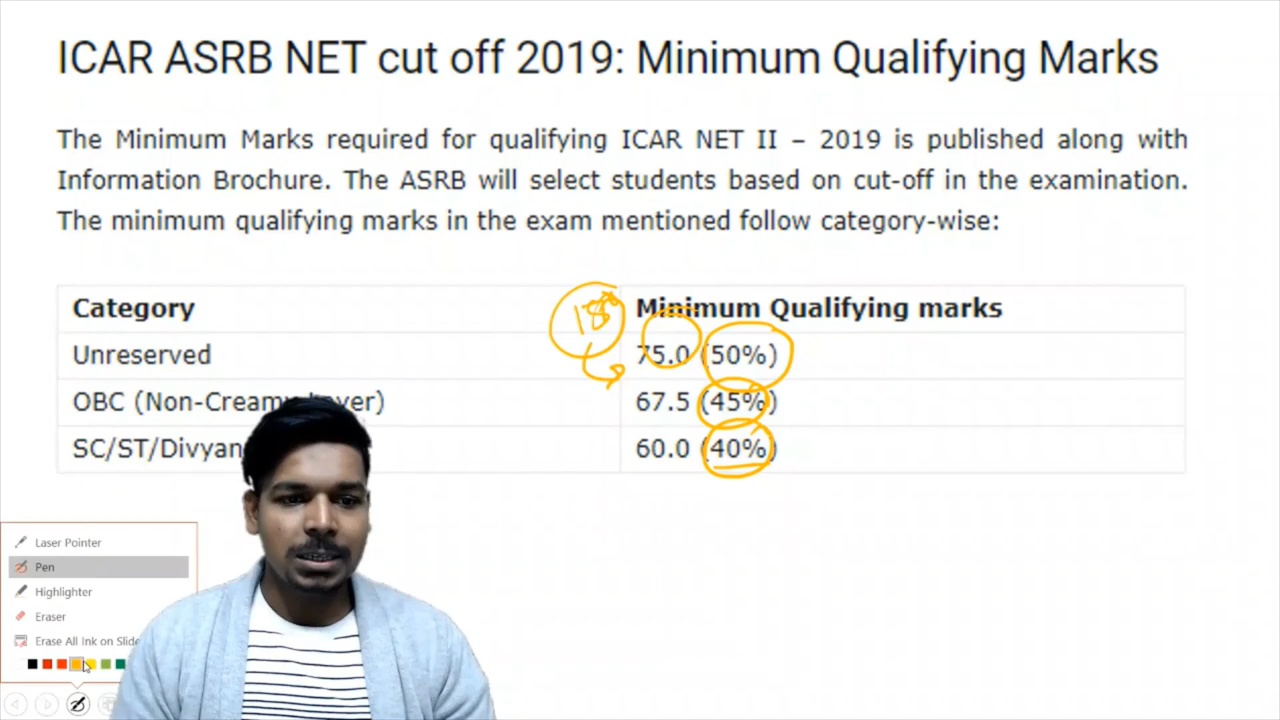 ICAR ASRB NET cut off 2019: Minimum Qualifying Marks
The Minimum Marks required for qualifying ICAR NET II – 2019 is published along with
Information Brochure. The ASRB will select students based on cut-off in the examination.
The minimum qualifying marks in the exam mentioned follow category-wise:
Category Minimum Qualifying marks
Unreserved 75.0 (50%)
OBC (Non-Creamy Layer) 67.5 (45%)
SC/ST/Divyan 60.0 (40%)
Laser Pointer
Pen
Highlighter
Eraser
Erase All Ink on Slide